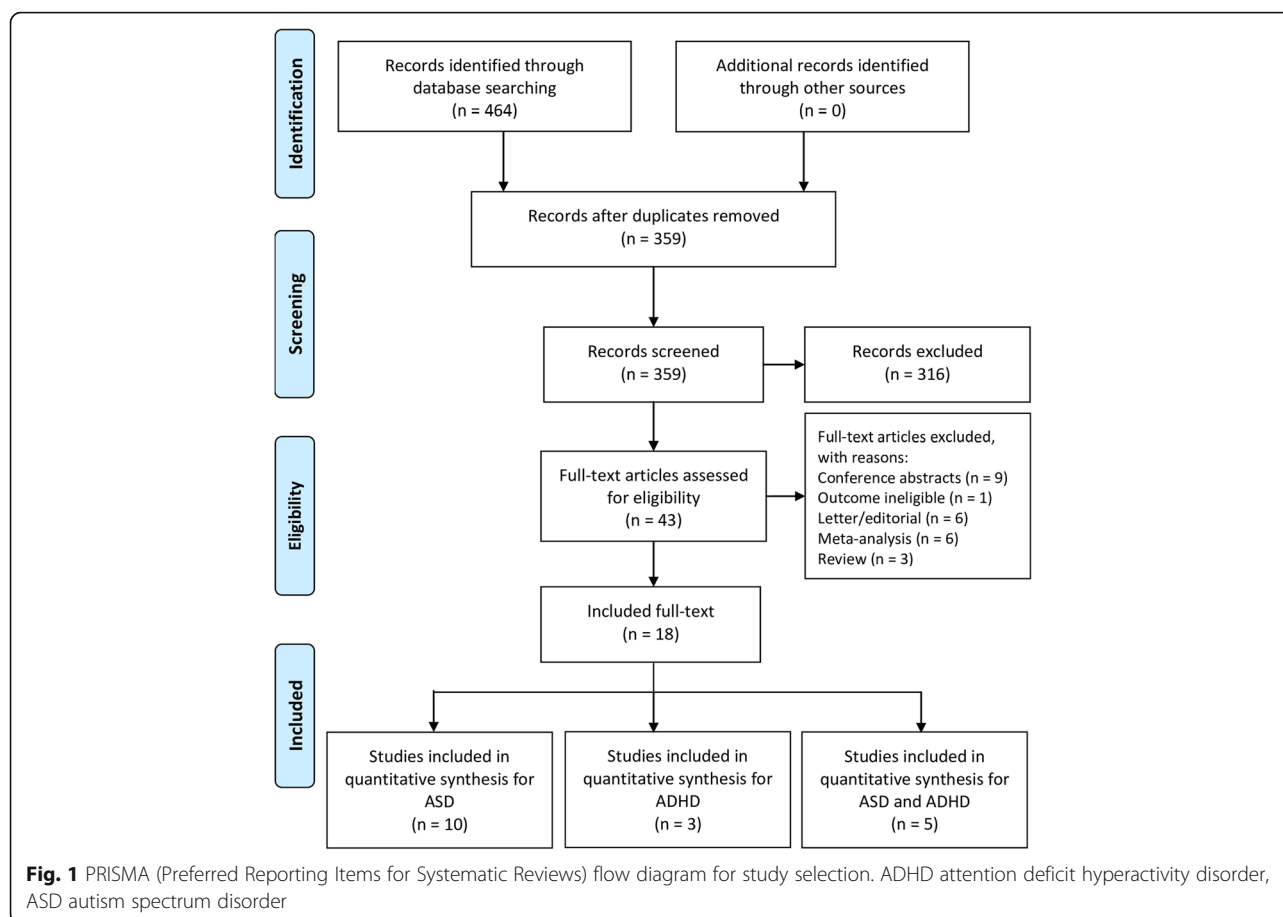 Identification
Records identified through
database searching
(n = 464)
Additional records identified
through other sources
(n = 0)
Records after duplicates removed
(n = 359)
Screening
Records screened
(n = 359)
Records excluded
(n = 316)
Eligibility
Full-text articles assessed
for eligibility
(n = 43)
Full-text articles excluded,
with reasons:
Conference abstracts (n = 9)
Outcome ineligible (n = 1)
Letter/editorial (n = 6)
Meta-analysis (n = 6)
Review (n = 3)
Included full-text
(n = 18)
Included
Studies included in
quantitative synthesis for
ASD
(n = 10)
Studies included in
quantitative synthesis for
ADHD
(n = 3)
Studies included in
quantitative synthesis for
ASD and ADHD
(n = 5)
Fig. 1 PRISMA (Preferred Reporting Items for Systematic Reviews) flow diagram for study selection. ADHD attention deficit hyperactivity disorder,
ASD autism spectrum disorder